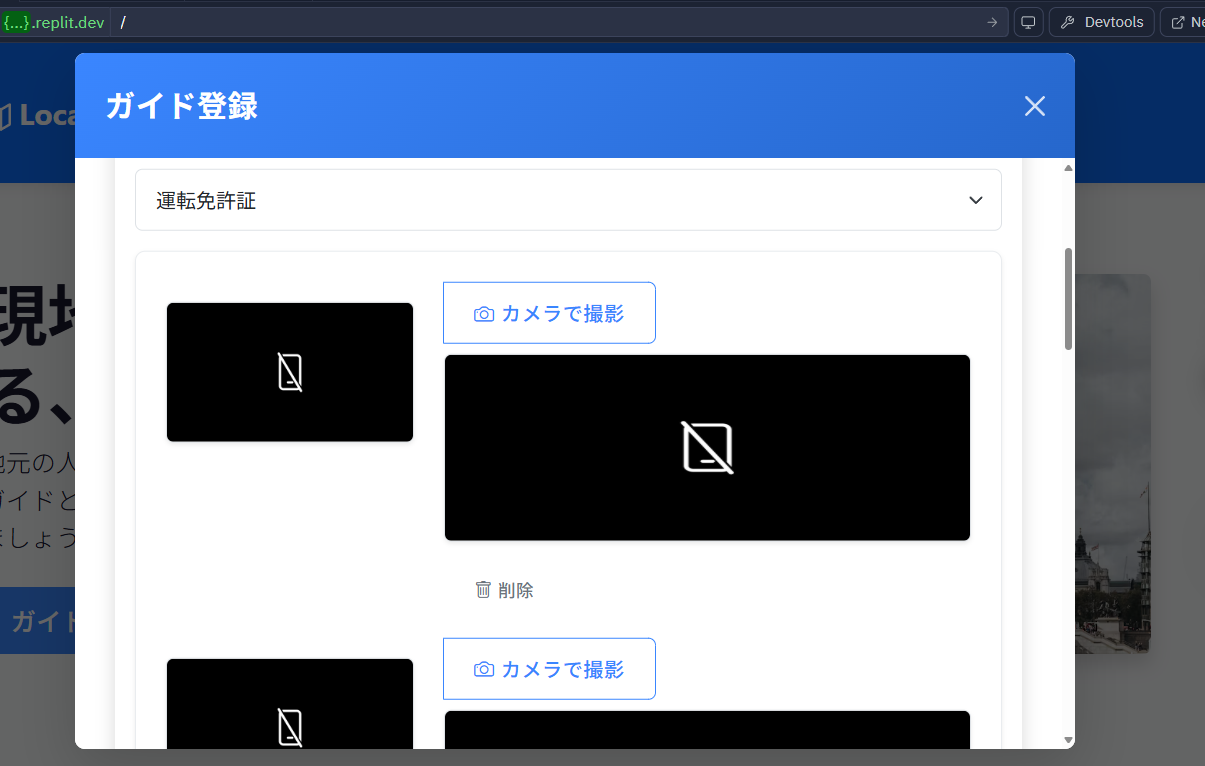 {...}.replit.dev /
Devtools
Ne
Loca
ガイド登録
運転免許証
カメラで撮影
削除
カメラで撮影
現地
る、
地元の人
ガイドと
ましょう
ガイド